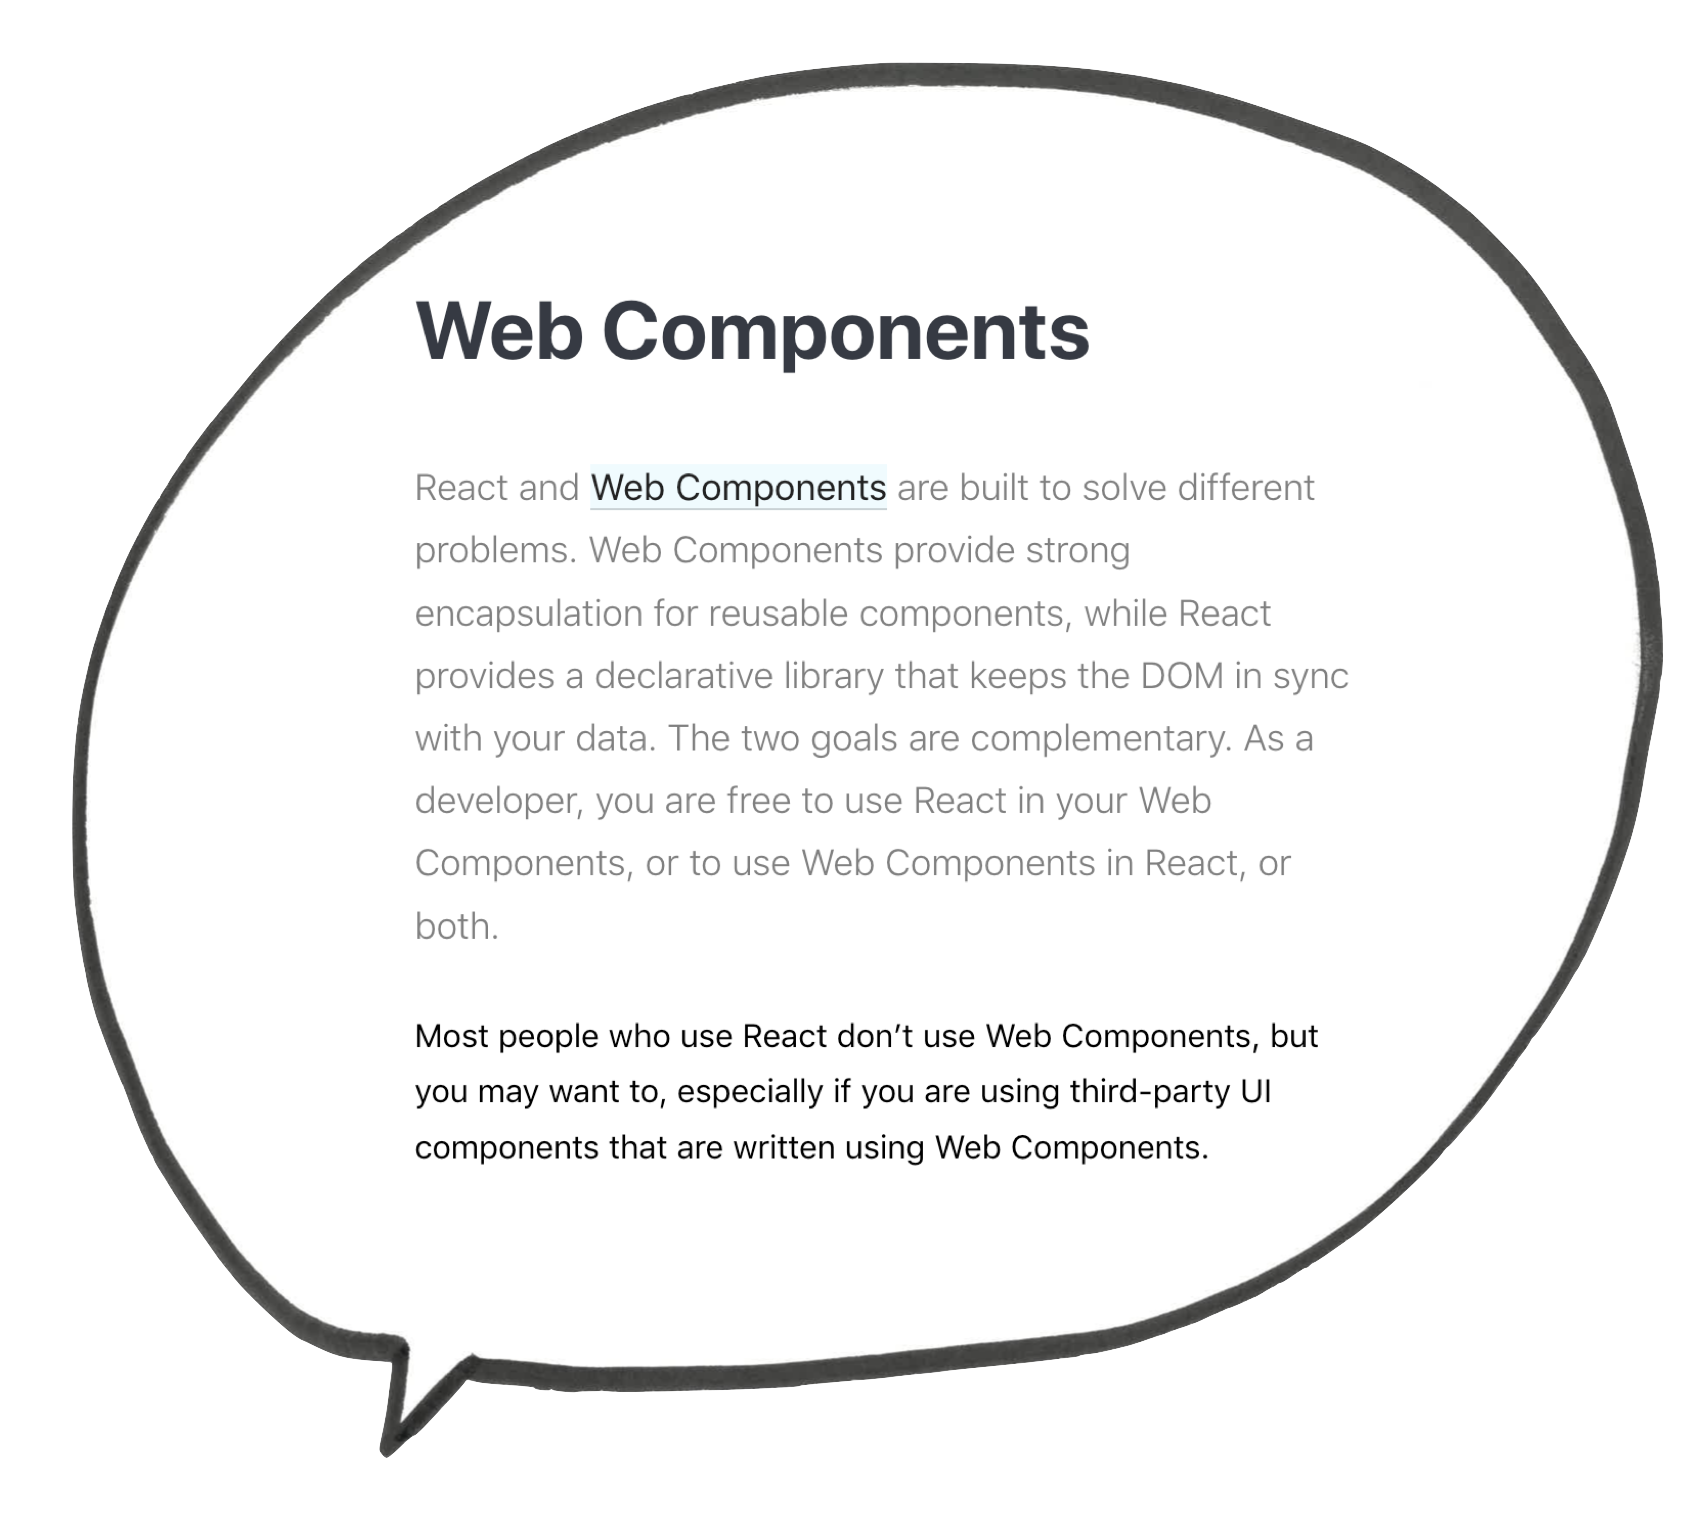 Web Components
React and Web Components are built to solve different
problems. Web Components provide strong
encapsulation for reusable components, while React
provides a declarative library that keeps the DOM in sync
with your data. The two goals are complementary. As a
developer, you are free to use React in your Web
Components, or to use Web Components in React, or
both.
Most people who use React don’t use Web Components, but
you may want to, especially if you are using third-party UI
components that are written using Web Components.